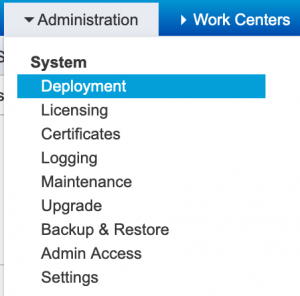 Administration
Work Centers
System
Deployment
Licensing
Certificates
Logging
Maintenance
Upgrade
Backup & Restore
Admin Access
Settings